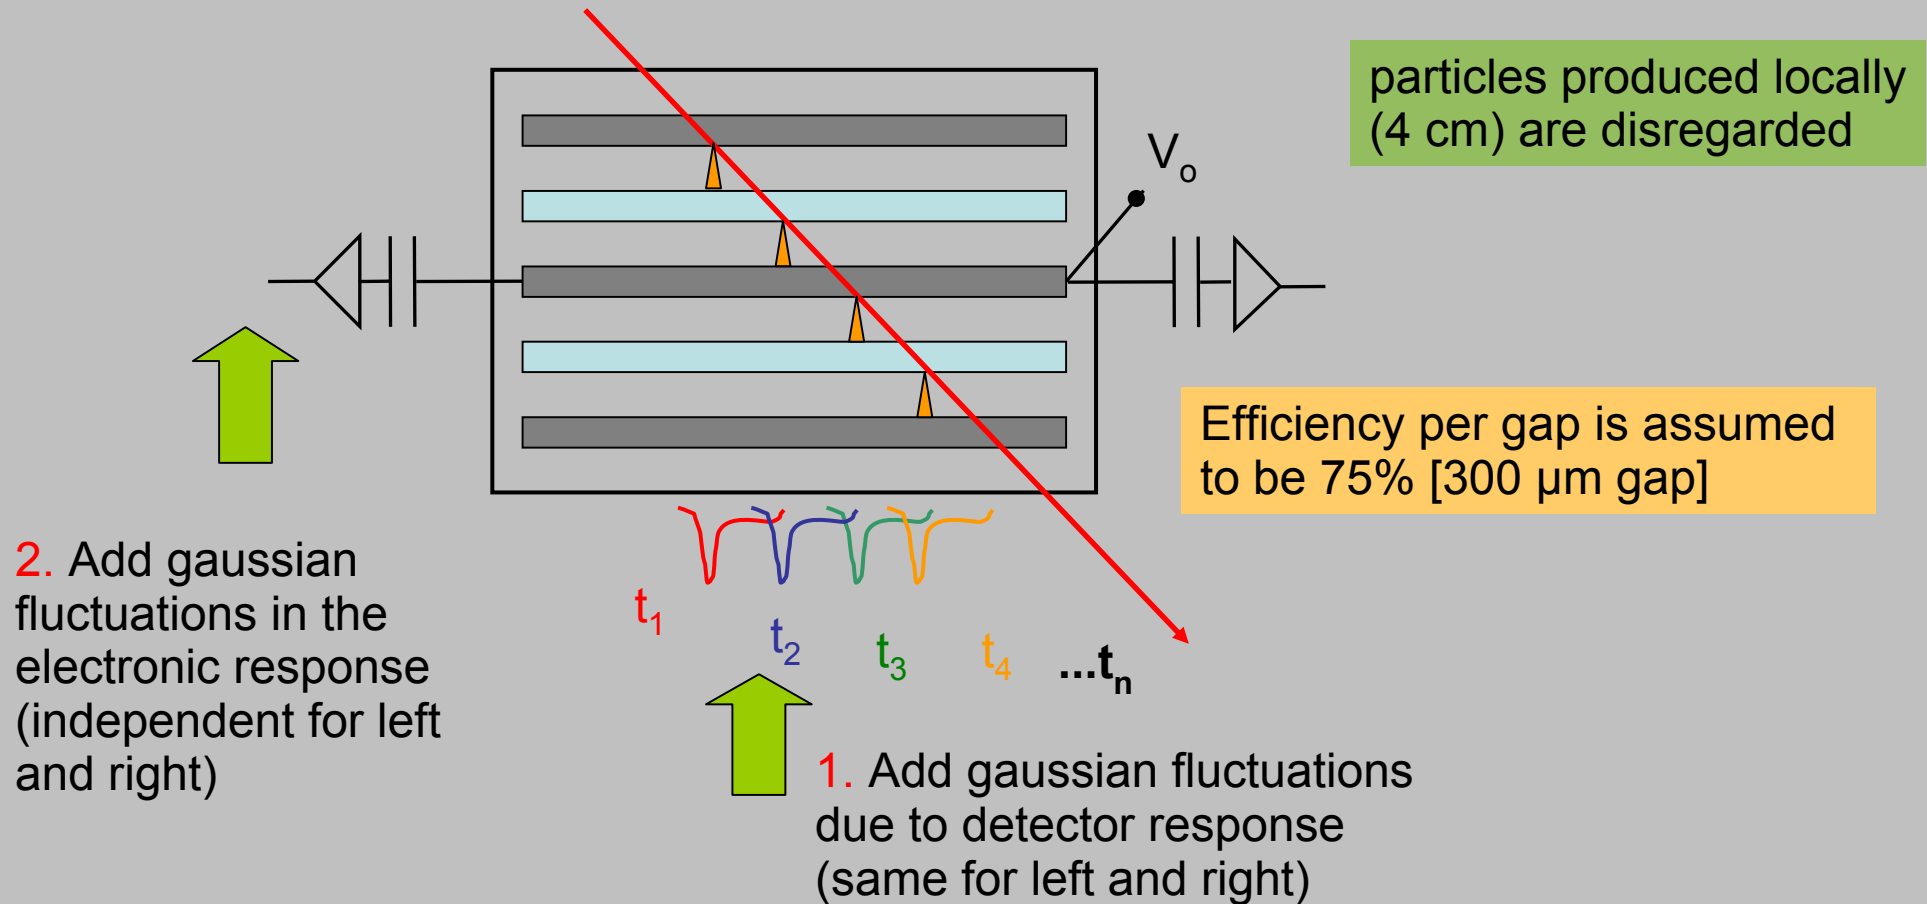 particles produced locally
(4 cm) are disregarded
Vo
Efficiency per gap is assumed
to be 75% [300 µm gap]
2. Add gaussian
fluctuations in the
electronic response
(independent for left
and right)
t1 t2 t3 t4 ...tn
1. Add gaussian fluctuations
due to detector response
(same for left and right)